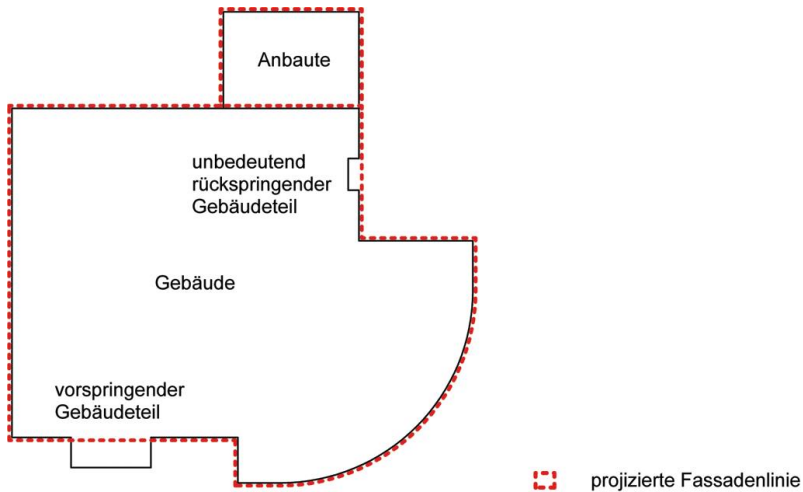 Anbaute
unbedeutend
rückspringender
Gebäudeteil
Gebäude
vorspringender
Gebäudeteil
projizierte Fassadenlinie